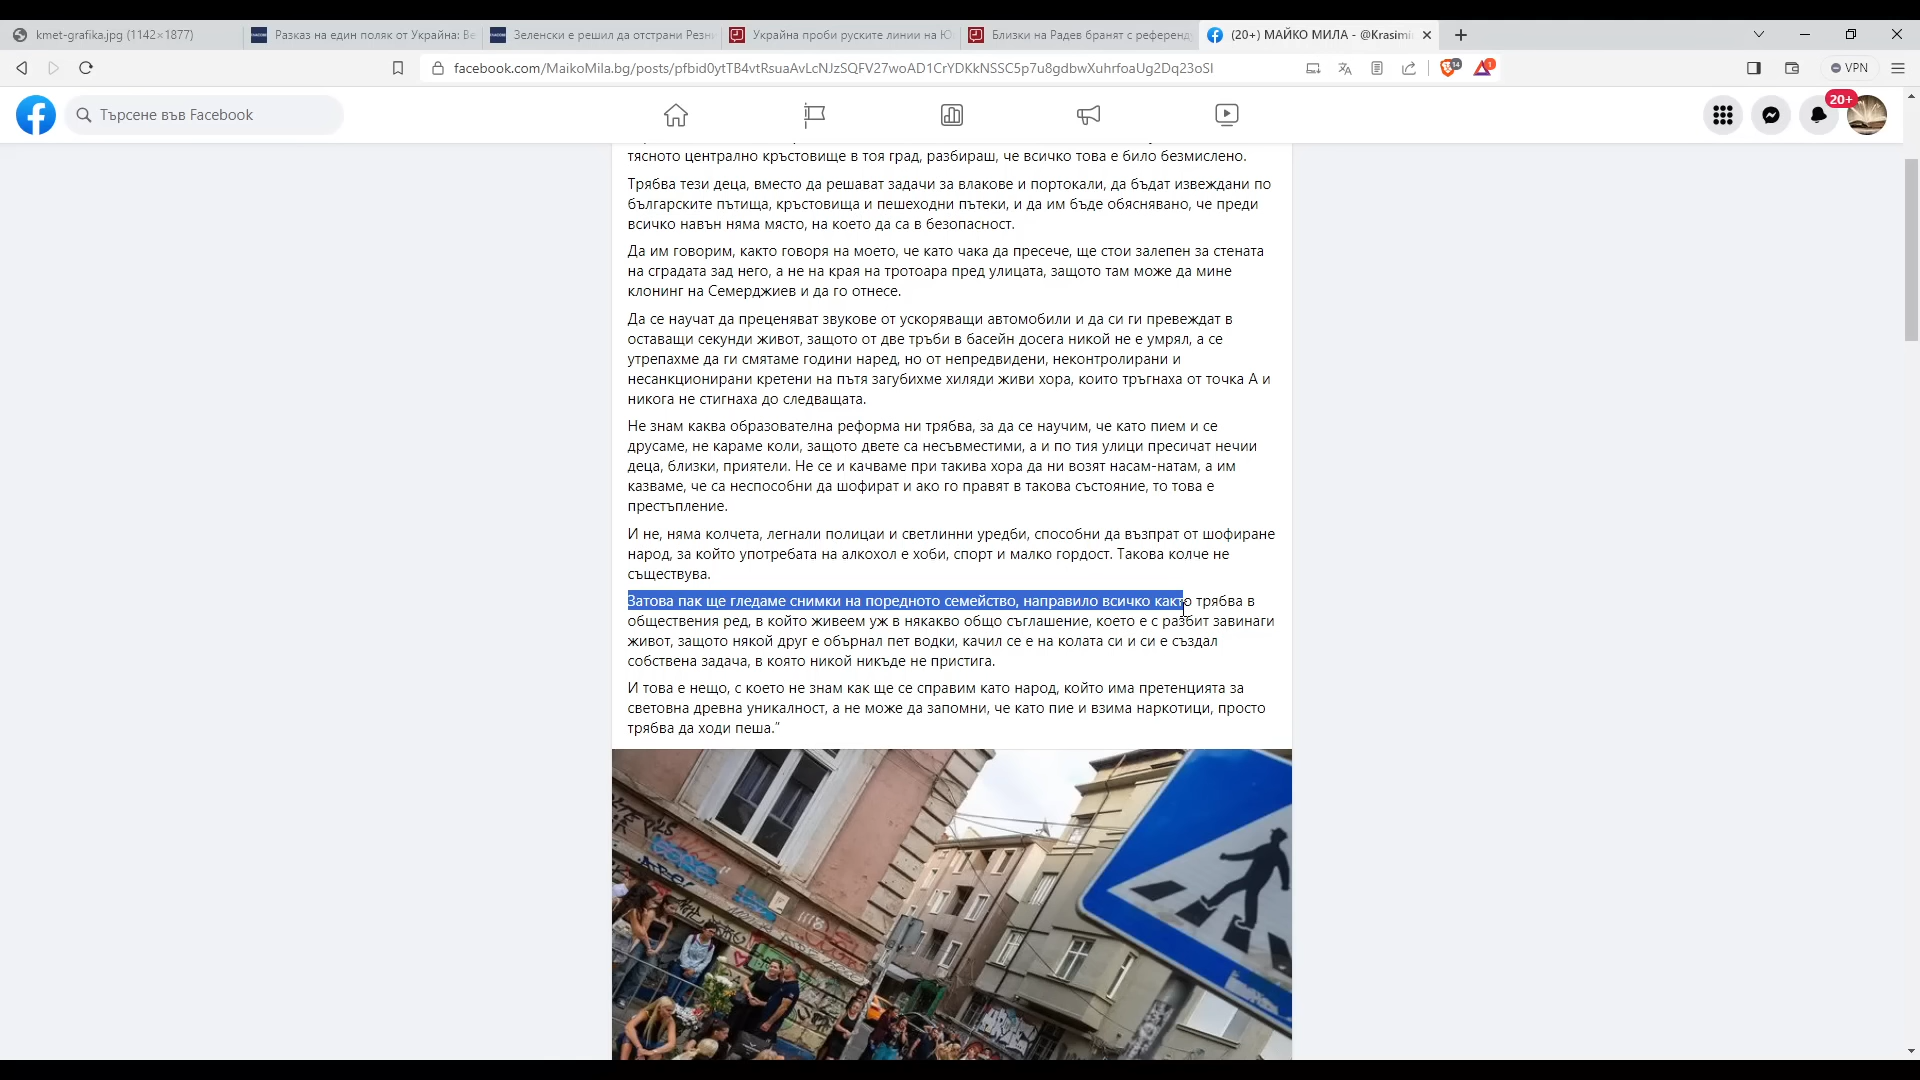 kmet-grafika.jpg (1142×1877)
Разказ на един поляк от Украйна: Ве
Зеленски е решил да отстрани Резни
Украйна проби руските линии на Ю
Близки на Радев бранят с референд
(20+) МАЙКО МИЛА - @Krasimi
facebook.com/MaikoMila.bg/posts/pfbid0ytTB4vtRsuaAvLcNJzSQFV27woAD1CrYDKkNSSC5p7u8gdbwXuhrfoaUg2Dq23oSl
14
1
VPN
Търсене във Facebook
20+
тясното централно кръстовище в тоя град, разбираш, че всичко това е било безмислено.
Трябва тези деца, вместо да решават задачи за влакове и портокали, да бъдат извеждани по
българските пътища, кръстовища и пешеходни пътеки, и да им бъде обяснявано, че преди
всичко навън няма място, на което да са в безопасност.
Да им говорим, както говоря на моето, че като чака да пресече, ще стои залепен за стената
на сградата зад него, а не на края на тротоара пред улицата, защото там може да мине
клонинг на Семерджиев и да го отнесе.
Да се научат да преценяват звукове от ускоряващи автомобили и да си ги превеждат в
оставащи секунди живот, защото от две тръби в басейн досега никой не е умрял, а се
утрепахме да ги смятаме години наред, но от непредвидени, неконтролирани и
несанкционирани кретени на пътя загубихме хиляди живи хора, които тръгнаха от точка А и
никога не стигнаха до следващата.
Не знам каква образователна реформа ни трябва, за да се научим, че като пием и се
друсаме, не караме коли, защото двете са несъвместими, а и по тия улици пресичат нечии
деца, близки, приятели. Не се и качваме при такива хора да ни возят насам-натам, а им
казваме, че са неспособни да шофират и ако го правят в такова състояние, то това е
престъпление.
И не, няма колчета, легнали полицаи и светлинни уредби, способни да възпрат от шофиране
народ, за който употребата на алкохол е хоби, спорт и малко гордост. Такова колче не
съществува.
Затова пак ще гледаме снимки на поредното семейство, направило всичко както трябва в
обществения ред, в който живеем уж в някакво общо съглашение, което е с разбит завинаги
живот, защото някой друг е обърнал пет водки, качил се е на колата си и си е създал
собствена задача, в която никой никъде не пристига.
И това е нещо, с което не знам как ще се справим като народ, който има претенцията за
световна древна уникалност, а не може да запомни, че като пие и взима наркотици, просто
трябва да ходи пеша.”